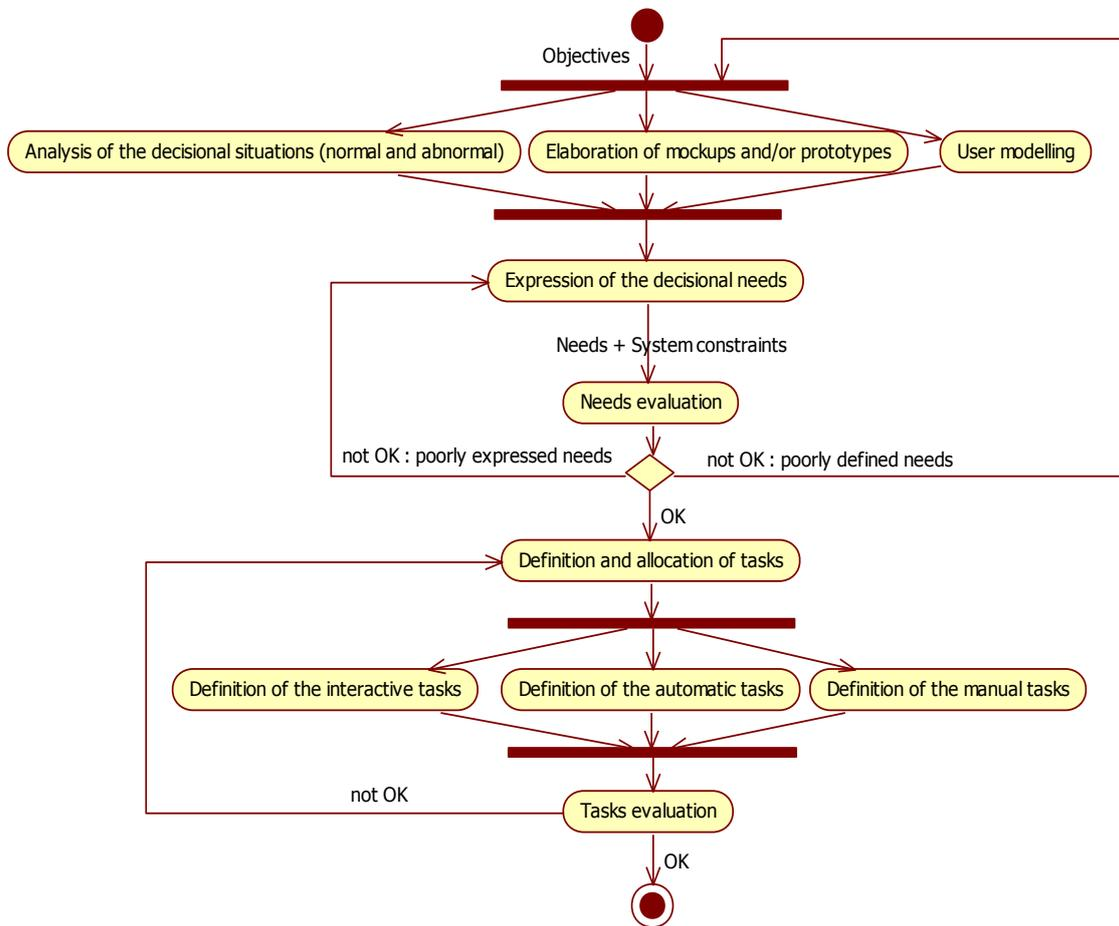 Objectives
Analysis of the decisional situations (normal and abnormal)
Elaboration of mockups and/or prototypes
User modelling
Expression of the decisional needs
Needs + System constraints
Needs evaluation
not OK : poorly expressed needs
not OK : poorly defined needs
OK
Definition and allocation of tasks
Definition of the interactive tasks
Definition of the automatic tasks
Definition of the manual tasks
not OK
Tasks evaluation
OK